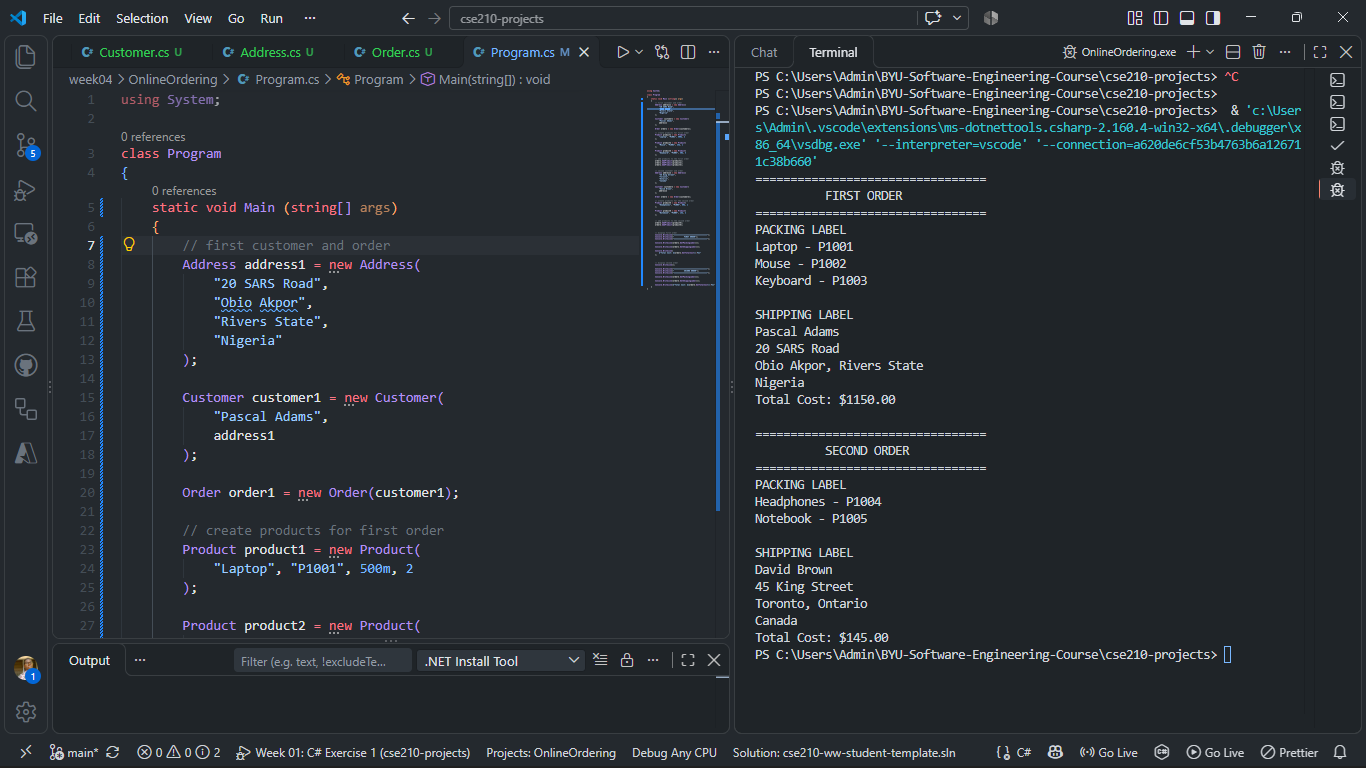 File Edit Selection View Go Run ···
cse210-projects
Customer.cs U Address.cs U Order.cs U Program.cs M
week04 > OnlineOrdering > Program.cs > Program > Main(string[]) : void
1 using System;
2
0 references
3 class Program
4 {
0 references
5 static void Main (string[] args)
6 {
7 // first customer and order
8 Address address1 = new Address(
9 "20 SARS Road",
10 "Obio Akpor",
11 "Rivers State",
12 "Nigeria"
13 );
14
15 Customer customer1 = new Customer(
16 "Pascal Adams",
17 address1
18 );
19
20 Order order1 = new Order(customer1);
21
22 // create products for first order
23 Product product1 = new Product(
24 "Laptop", "P1001", 500m, 2
25 );
26
27 Product product2 = new Product(
Output ··· Filter (e.g. text, !excludeTe... .NET Install Tool
Chat Terminal OnlineOrdering.exe
PS C:\Users\Admin\BYU-Software-Engineering-Course\cse210-projects> ^C
PS C:\Users\Admin\BYU-Software-Engineering-Course\cse210-projects>
PS C:\Users\Admin\BYU-Software-Engineering-Course\cse210-projects> & 'c:\User
s\Admin\.vscode\extensions\ms-dotnettools.csharp-2.160.4-win32-x64\.debugger\x
86_64\vsdbg.exe' '--interpreter=vscode' '--connection=a620de6cf53b4763b6a12671
1c38b660'
=================================
FIRST ORDER
=================================
PACKING LABEL
Laptop - P1001
Mouse - P1002
Keyboard - P1003
SHIPPING LABEL
Pascal Adams
20 SARS Road
Obio Akpor, Rivers State
Nigeria
Total Cost: $1150.00
=================================
SECOND ORDER
=================================
PACKING LABEL
Headphones - P1004
Notebook - P1005
SHIPPING LABEL
David Brown
45 King Street
Toronto, Ontario
Canada
Total Cost: $145.00
PS C:\Users\Admin\BYU-Software-Engineering-Course\cse210-projects>
5
1
main* 0 0 2 Week 01: C# Exercise 1 (cse210-projects) Projects: OnlineOrdering Debug Any CPU Solution: cse210-ww-student-template.sln { } C# Go Live Go Live Prettier